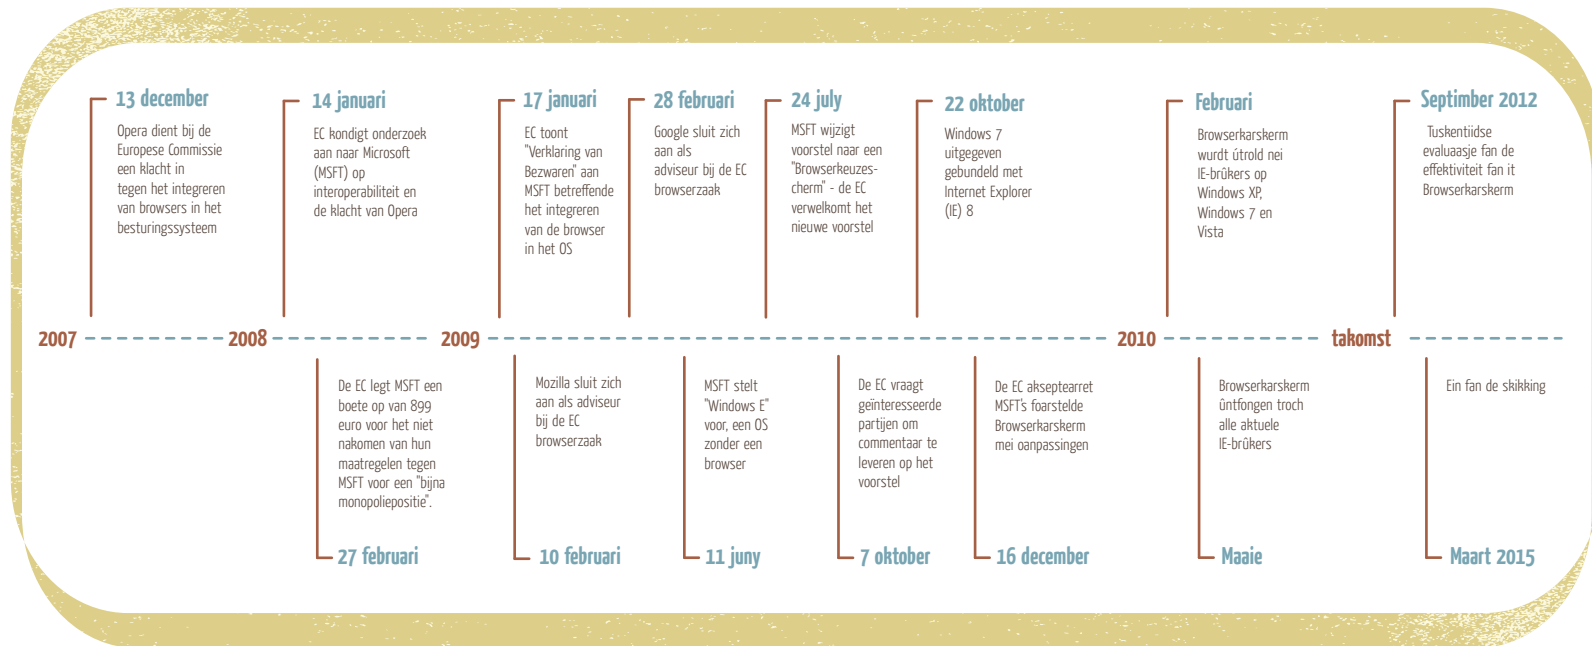 13 december
Opera dient bij de
Europese Commissie
een klacht in
tegen het integreren
van browsers in het
besturingssysteem
14 januari
EC kondigt onderzoek
aan naar Microsoft
(MSFT) op
interoperabiliteit en
de klacht van Opera
17 januari
EC toont
"Verklaring van
Bezwaren" aan
MSFT betreffende
het integreren
van de browser
in het OS
28 februari
Google sluit zich
aan als
adviseur bij de EC
browserzaak
24 july
MSFT wijzigt
voorstel naar een
"Browserkeuzes-
cherm" - de EC
verwelkomt het
nieuwe voorstel
22 oktober
Windows 7
uitgegeven
gebundeld met
Internet Explorer
(IE) 8
Februari
Browserkarskerm
wurdt útrold nei
IE-brûkers op
Windows XP,
Windows 7 en
Vista
Septimber 2012
Tuskentiidse
evaluaasje fan de
effektiviteit fan it
Browserkarskerm
2007
2008
2009
2010
takomst
De EC legt MSFT een
boete op van 899
euro voor het niet
nakomen van hun
maatregelen tegen
MSFT voor een "bijna
monopoliepositie".
27 februari
Mozilla sluit zich
aan als adviseur
bij de EC
browserzaak
10 februari
MSFT stelt
"Windows E"
voor, een OS
zonder een
browser
11 juny
De EC vraagt
geïnteresseerde
partijen om
commentaar te
leveren op het
voorstel
7 oktober
De EC akseptearret
MSFT's foarstelde
Browserkarskerm
mei oanpassingen
16 december
Browserkarskerm
ûntfongen troch
alle aktuele
IE-brûkers
Maaie
Ein fan de skikking
Maart 2015